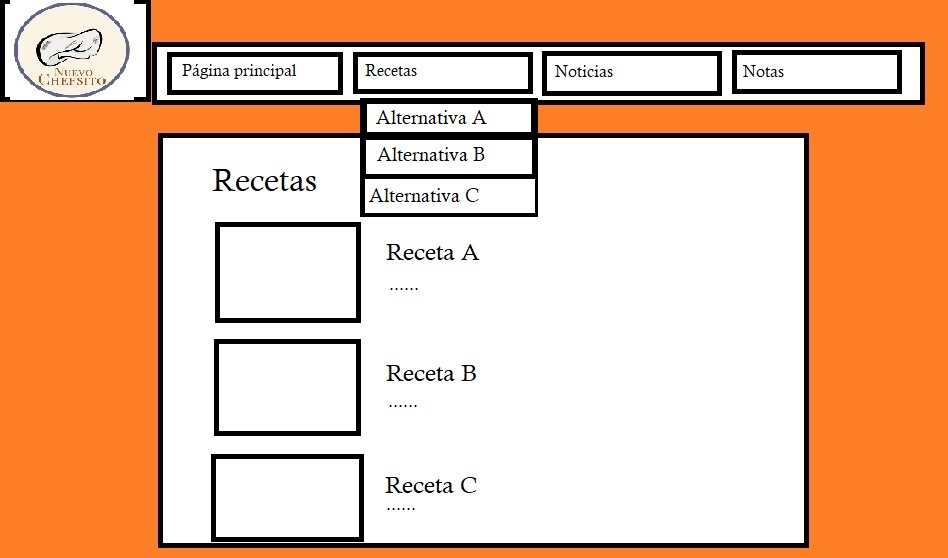 Nuevo
Chefsito
Página principal
Recetas
Noticias
Notas
Alternativa A
Alternativa B
Alternativa C
Recetas
Receta A
......
Receta B
......
Receta C
......